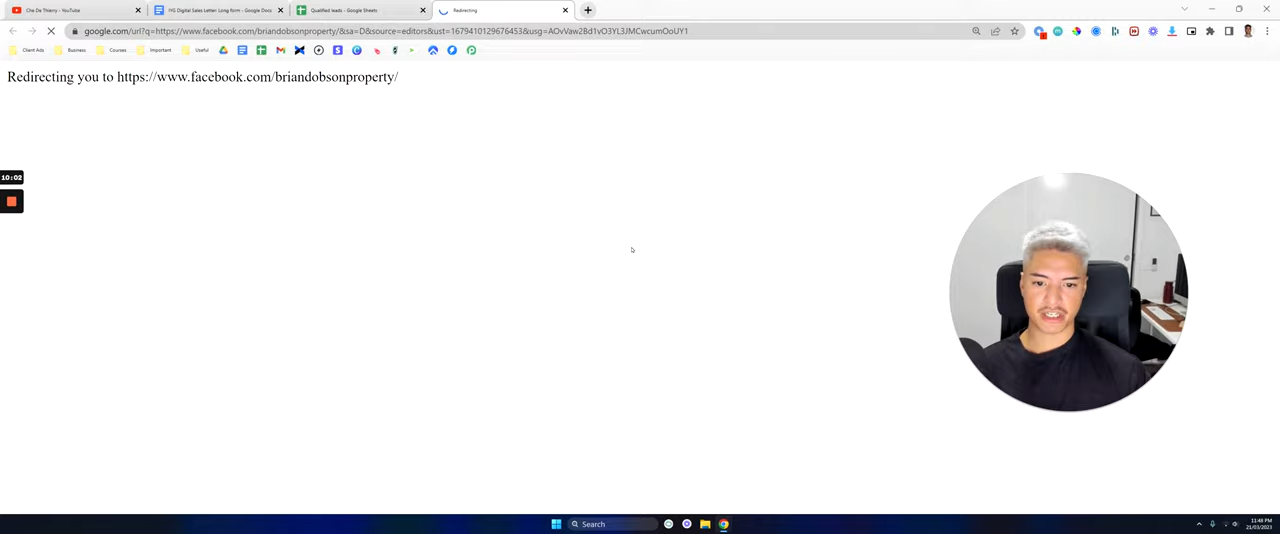 Che De Thierry - YouTube
IYG Digital Sales Letter: Long form - Google Docs
Qualified leads - Google Sheets
Redirecting
google.com/url?q=https://www.facebook.com/briandobsonproperty/&sa=D&source=editors&ust=1679410129676453&usg=AOvVaw2Bd1vO3YL3JMCwcumOoUY1
Client Ads
Business
Courses
Important
Useful
Redirecting you to https://www.facebook.com/briandobsonproperty/
10:02
Search
11:48 PM
21/03/2023